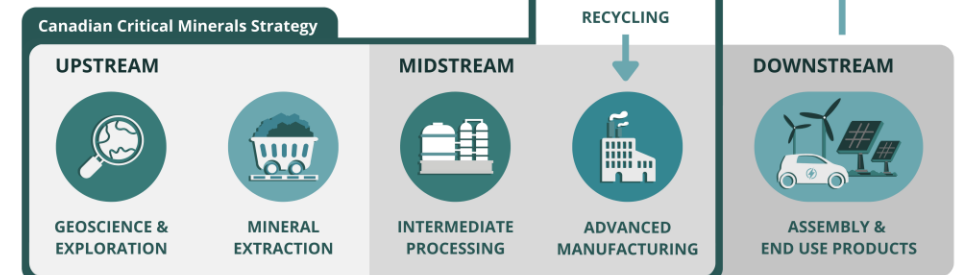 Canadian Critical Minerals Strategy
RECYCLING
UPSTREAM
MIDSTREAM
DOWNSTREAM
GEOSCIENCE &
EXPLORATION
MINERAL
EXTRACTION
INTERMEDIATE
PROCESSING
ADVANCED
MANUFACTURING
ASSEMBLY &
END USE PRODUCTS